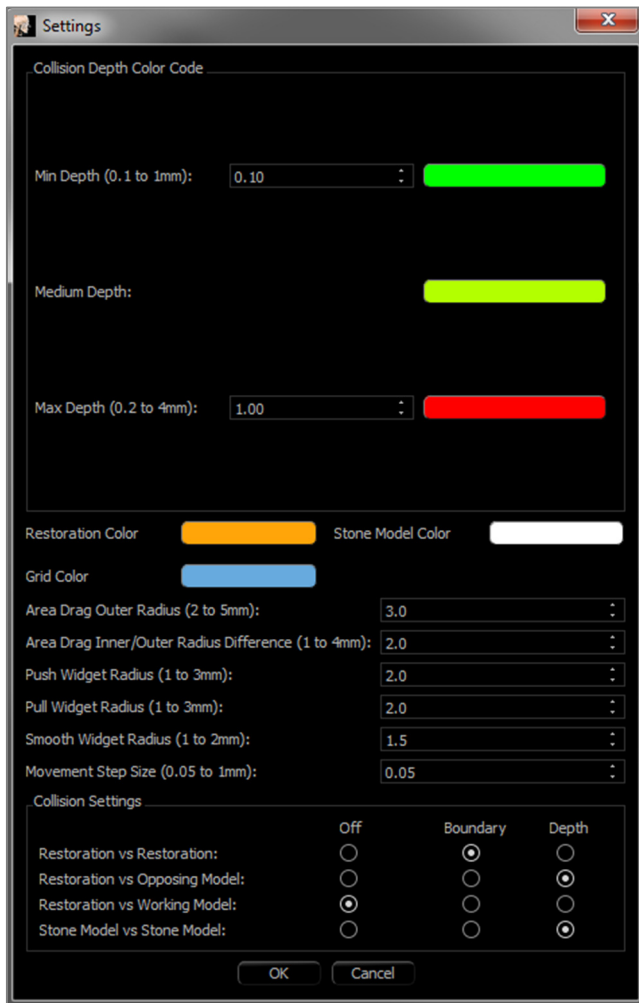 Settings
Collision Depth Color Code
Min Depth (0.1 to 1mm): 0.10
Medium Depth:
Max Depth (0.2 to 4mm): 1.00
Restoration Color Stone Model Color
Grid Color
Area Drag Outer Radius (2 to 5mm): 3.0
Area Drag Inner/Outer Radius Difference (1 to 4mm): 2.0
Push Widget Radius (1 to 3mm): 2.0
Pull Widget Radius (1 to 3mm): 2.0
Smooth Widget Radius (1 to 2mm): 1.5
Movement Step Size (0.05 to 1mm): 0.05
Collision Settings
Off Boundary Depth
Restoration vs Restoration:
Restoration vs Opposing Model:
Restoration vs Working Model:
Stone Model vs Stone Model:
OK Cancel